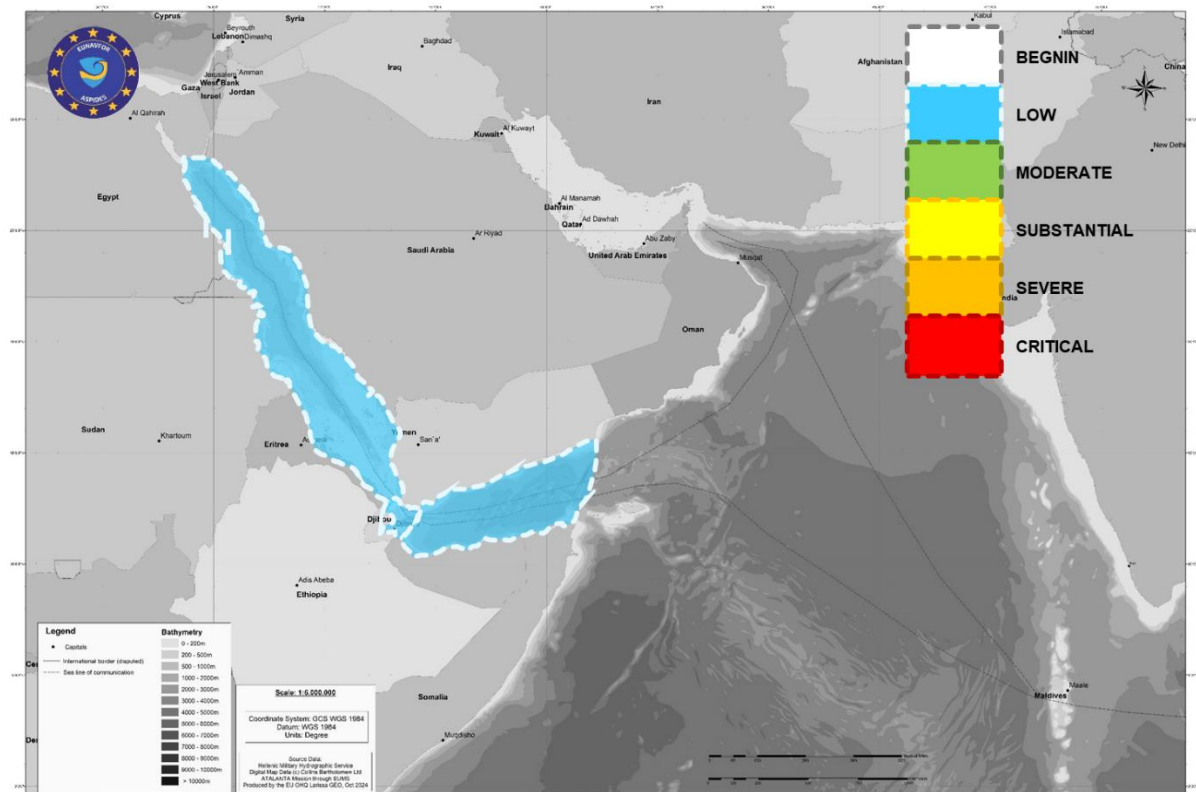 Cyprus
Syria
Kabul
Beyrouth
Lebanon
Dimashq
Baghdad
Islamabad
EUNAVFOR
ASPIDES
Iraq
Afghanistan
BEGNIN
China
Jerusalem
'Amman
West Bank
Gaza
Israel
Jordan
Iran
LOW
Al Qahirah
Kuwait
Al Kuwayt
New Delhi
MODERATE
Egypt
Al Manamah
Bahrain
Ad Dawhah
Qatar
SUBSTANTIAL
Ar Riyad
Abu Zaby
Saudi Arabia
United Arab Emirates
Musqat
SEVERE
Oman
CRITICAL
Sudan
Khartoum
Eritrea
Yemen
San'a'
Djibouti
Adis Abeba
Ethiopia
Somalia
Muqdisho
Maldives
Maale
Legend
Capitals
International border (disputed)
Sea line of communication
Bathymetry
0 - 200m
200 - 500m
500 - 1000m
1000 - 2000m
2000 - 3000m
3000 - 4000m
4000 - 5000m
6000 - 7000m
7000 - 8000m
8000 - 9000m
9000 - 10000m
> 10000m
Scale: 1:6.000.000
Coordinate System: GCS WGS 1984
Datum: WGS 1984
Units: Degree
Source Data:
Hellenic Military Hydrographic Service
Digital Map Data (c) Collins Bartholomew Ltd
ATALANTA Mission through SUMS
Produced by the EU OHQ Larissa GEO, Oct 2024